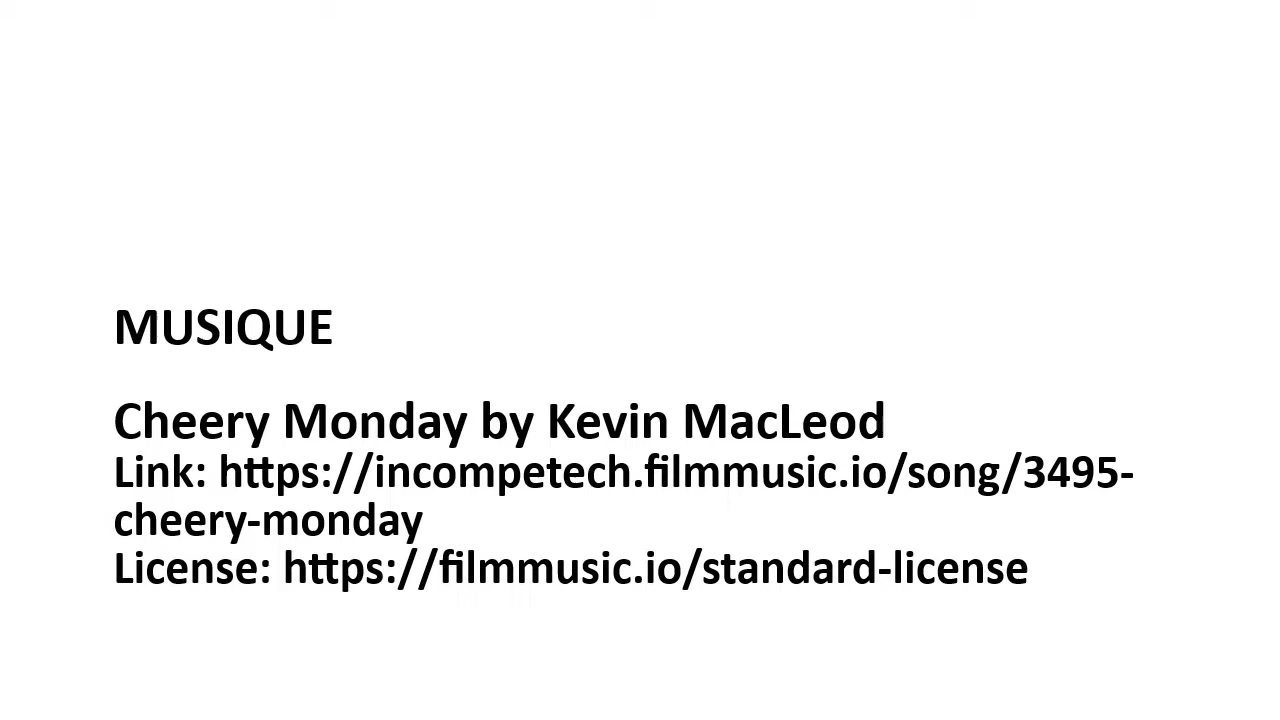 MUSIQUE
Cheery Monday by Kevin MacLeod
Link: https://incompetech.filmmusic.io/song/3495-
cheery-monday
License: https://filmmusic.io/standard-license